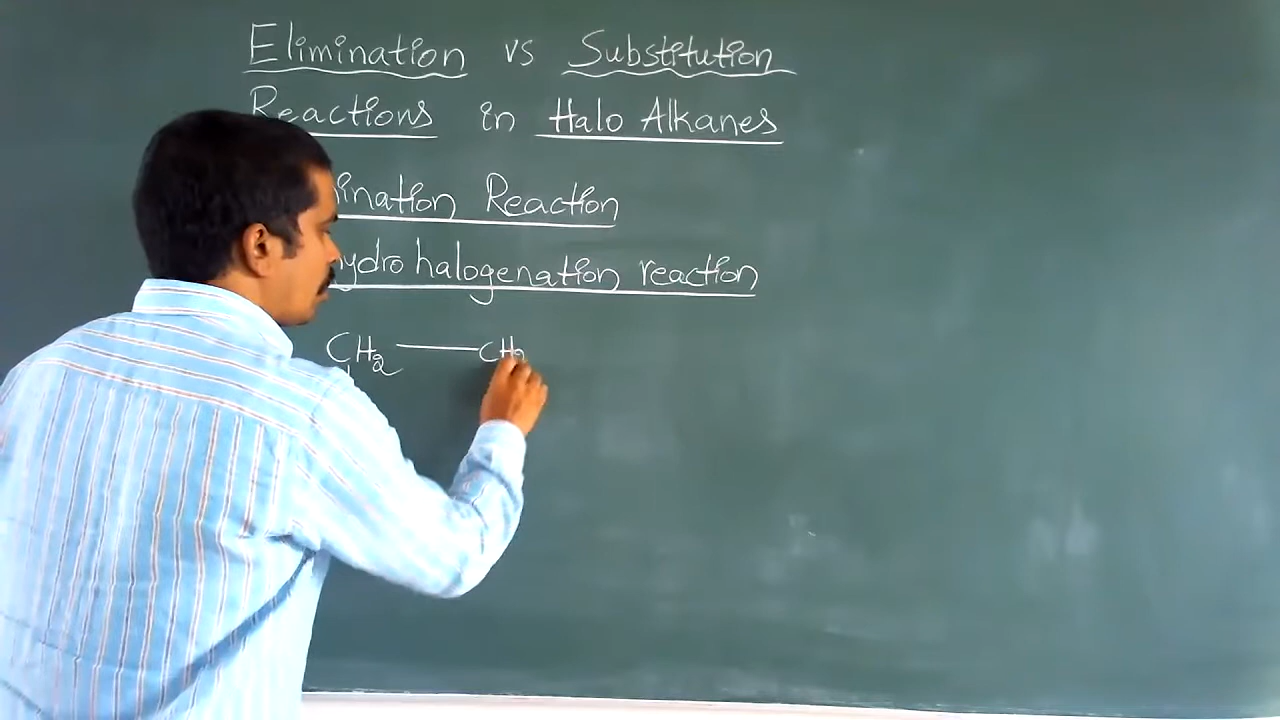 Elimination vs Substitution
Reactions in Halo Alkanes
ination Reaction
ydro halogenation reaction
CH2 — CH2